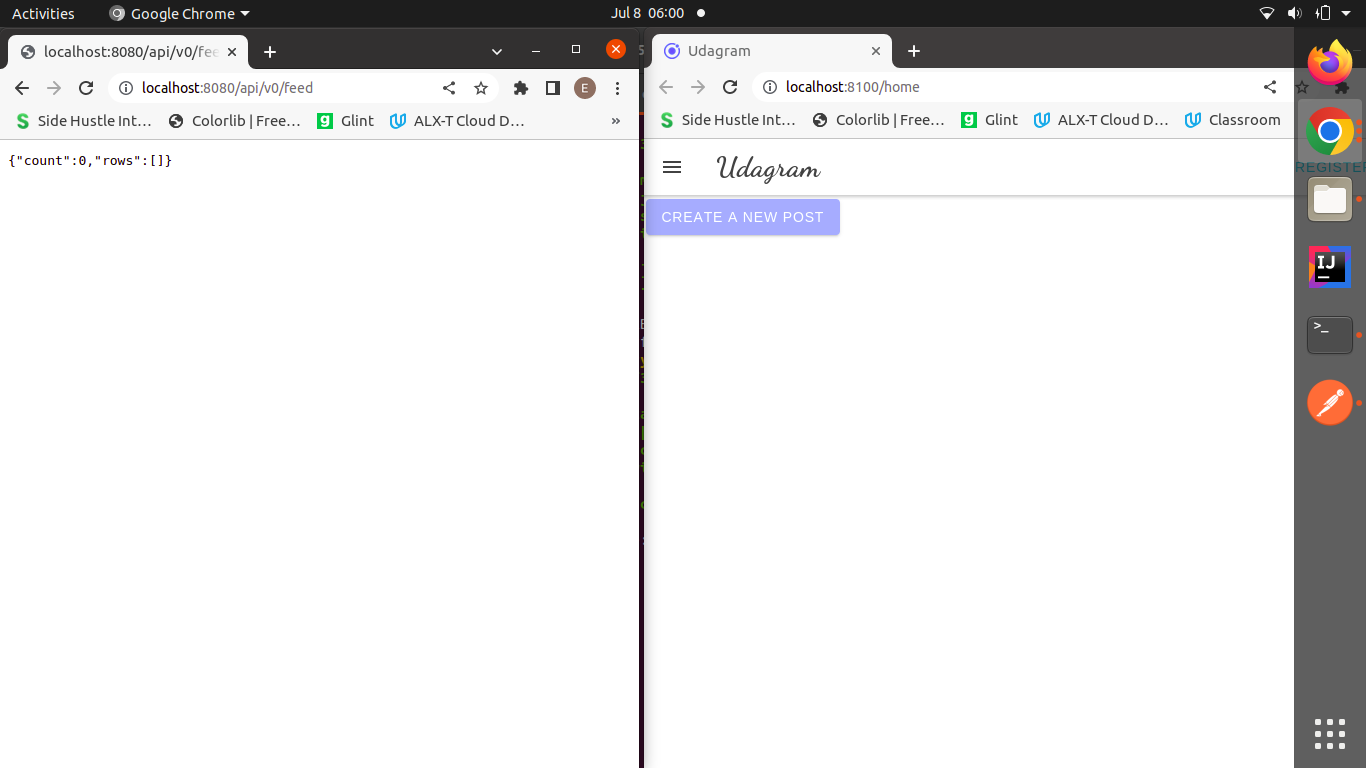 Activities Google Chrome Jul 8 06:00
localhost:8080/api/v0/fee
localhost:8080/api/v0/feed E
Side Hustle Int… Colorlib | Free… Glint ALX-T Cloud D… »
{"count":0,"rows":[]}
Udagram
localhost:8100/home
Side Hustle Int… Colorlib | Free… Glint ALX-T Cloud D… Classroom
Udagram
CREATE A NEW POST
REGISTER
IJ
>_